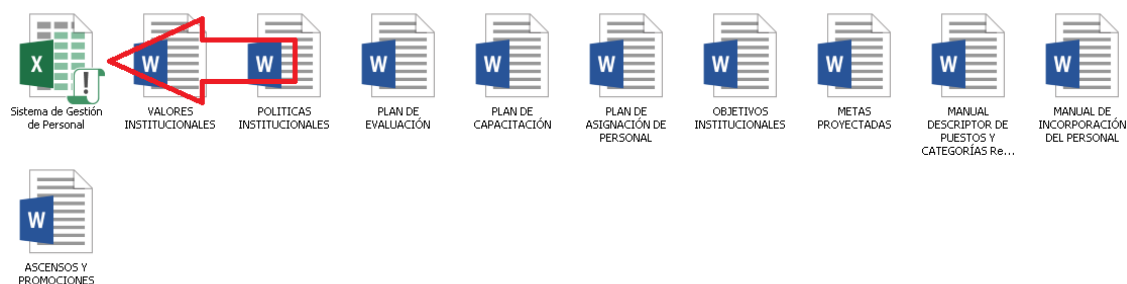 Sistema de Gestión
de Personal
VALORES
INSTITUCIONALES
POLITICAS
INSTITUCIONALES
PLAN DE
EVALUACIÓN
PLAN DE
CAPACITACIÓN
PLAN DE
ASIGNACIÓN DE
PERSONAL
OBJETIVOS
INSTITUCIONALES
METAS
PROYECTADAS
MANUAL
DESCRIPTOR DE
PUESTOS Y
CATEGORÍAS Re...
MANUAL DE
INCORPORACIÓN
DEL PERSONAL
ASCENSOS Y
PROMOCIONES